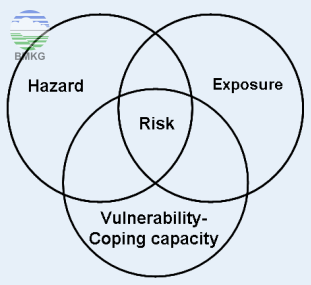 BMKG
Hazard
Exposure
Risk
Vulnerability-
Coping capacity